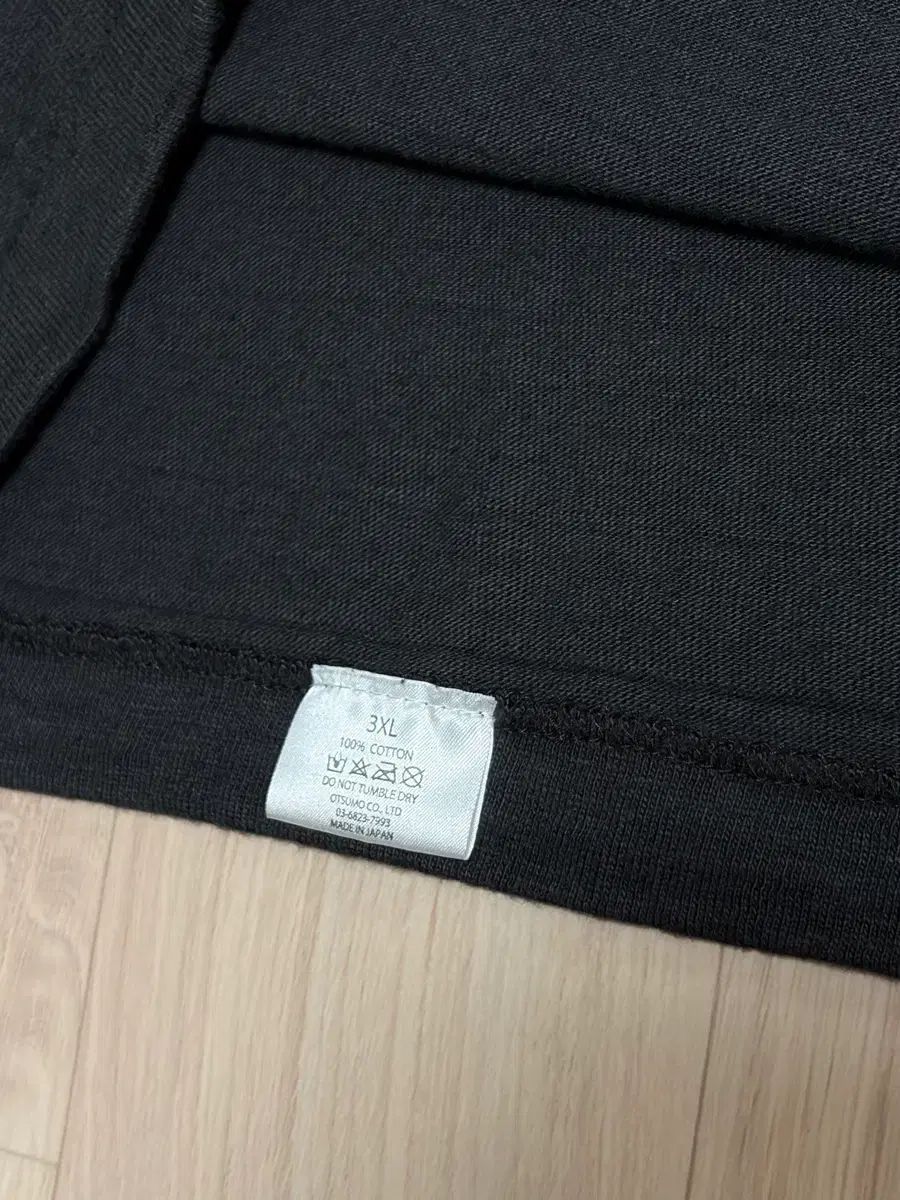 3XL
100% COTTON
DO NOT TUMBLE DRY
OTSUMO CO., LTD
03-6823-7993
MADE IN JAPAN